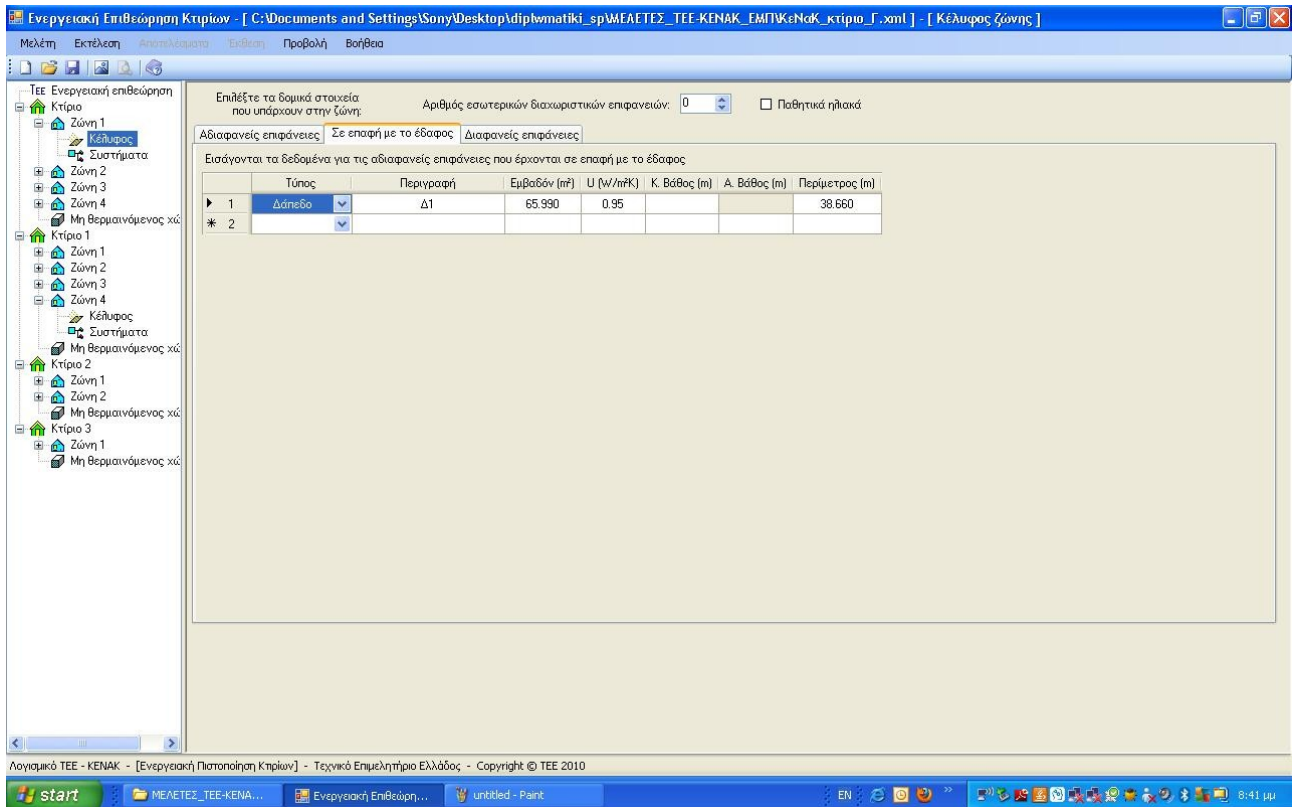 Ενεργειακή Επιθεώρηση Κτιρίων - [ C:\Documents and Settings\Sony\Desktop\diplwmatiki_sp\ΜΕΛΕΤΕΣ_ΤΕΕ-ΚΕΝΑΚ_ΕΜΠ\ΚεΝαΚ_κτίριο_Γ.xml ] - [ Κέλυφος ζώνης ]
Μελέτη Εκτέλεση Αποτελέσματα Έκθεση Προβολή Βοήθεια
ΤΕΕ Ενεργειακή επιθεώρηση
Κτίριο
Ζώνη 1
Κέλυφος
Συστήματα
Ζώνη 2
Ζώνη 3
Ζώνη 4
Μη θερμαινόμενος χώ
Κτίριο 1
Ζώνη 1
Ζώνη 2
Ζώνη 3
Ζώνη 4
Κέλυφος
Συστήματα
Μη θερμαινόμενος χώ
Κτίριο 2
Ζώνη 1
Ζώνη 2
Μη θερμαινόμενος χώ
Κτίριο 3
Ζώνη 1
Μη θερμαινόμενος χώ
Επιλέξτε τα δομικά στοιχεία
που υπάρχουν στην ζώνη:
Αριθμός εσωτερικών διαχωριστικών επιφανειών: 0
Παθητικά ηλιακά
Αδιαφανείς επιφάνειες Σε επαφή με το έδαφος Διαφανείς επιφάνειες
Εισάγονται τα δεδομένα για τις αδιαφανείς επιφάνειες που έρχονται σε επαφή με το έδαφος
Τύπος Περιγραφή Εμβαδόν (m²) U (W/m²K) Κ. Βάθος (m) Α. Βάθος (m) Περίμετρος (m)
1 Δάπεδο Δ1 65.990 0.95 38.660
* 2
Λογισμικό ΤΕΕ - ΚΕΝΑΚ - [Ενεργειακή Πιστοποίηση Κτιρίων] - Τεχνικό Επιμελητήριο Ελλάδος - Copyright © ΤΕΕ 2010
start ΜΕΛΕΤΕΣ_ΤΕΕ-ΚΕΝΑ... Ενεργειακή Επιθεώρη... untitled - Paint EN 8:41 μμ